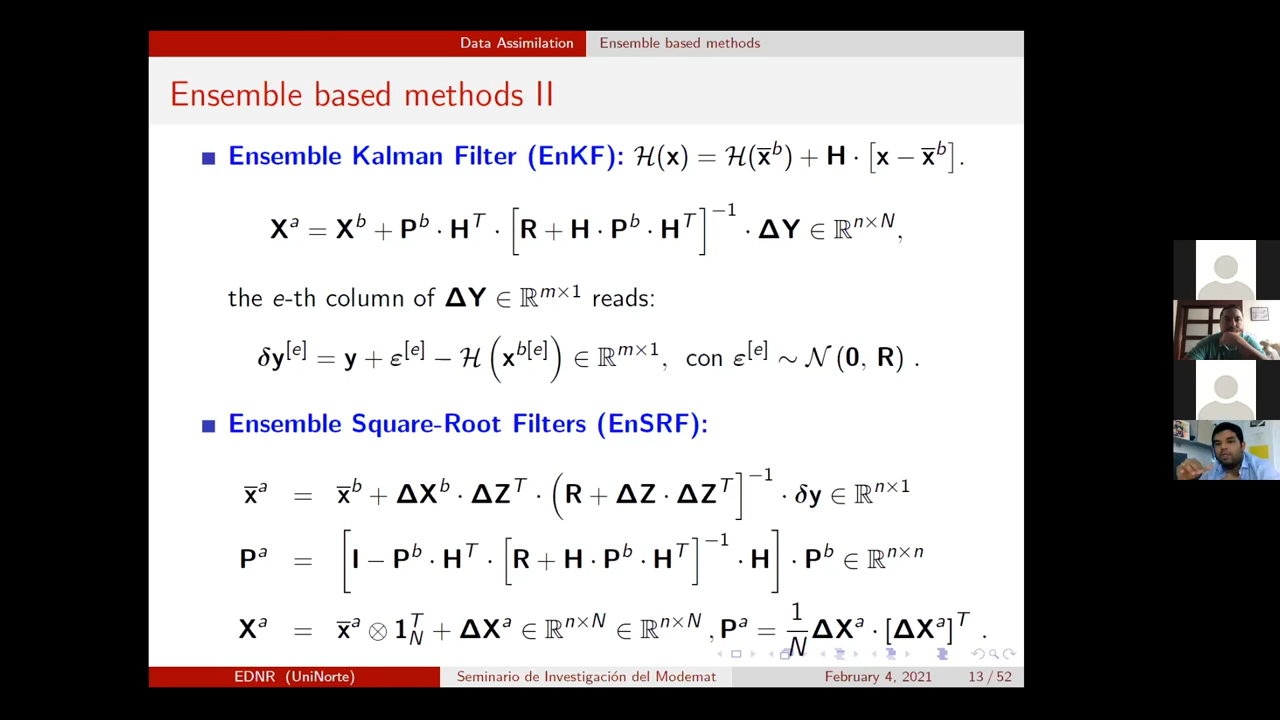 Data Assimilation Ensemble based methods
Ensemble based methods II
Ensemble Kalman Filter (EnKF): ℋ(x) = ℋ(x̄ᵇ) + H · [x − x̄ᵇ].
Xᵃ = Xᵇ + Pᵇ · Hᵀ · [R + H · Pᵇ · Hᵀ]⁻¹ · ΔY ∈ ℝⁿˣᴺ,
the e-th column of ΔY ∈ ℝᵐˣ¹ reads:
δy^[e] = y + ε^[e] − ℋ(x^b[e]) ∈ ℝᵐˣ¹, con ε^[e] ∼ 𝒩(0, R) .
Ensemble Square-Root Filters (EnSRF):
x̄ᵃ = x̄ᵇ + ΔXᵇ · ΔZᵀ · (R + ΔZ · ΔZᵀ]⁻¹ · δy ∈ ℝⁿˣ¹
Pᵃ = [I − Pᵇ · Hᵀ · [R + H · Pᵇ · Hᵀ]⁻¹ · H] · Pᵇ ∈ ℝⁿˣⁿ
Xᵃ = x̄ᵃ ⊗ 1_Nᵀ + ΔXᵃ ∈ ℝⁿˣᴺ ∈ ℝⁿˣᴺ , Pᵃ = 1/N ΔXᵃ · [ΔXᵃ]ᵀ .
EDNR (UniNorte) Seminario de Investigación del Modemat February 4, 2021 13 / 52